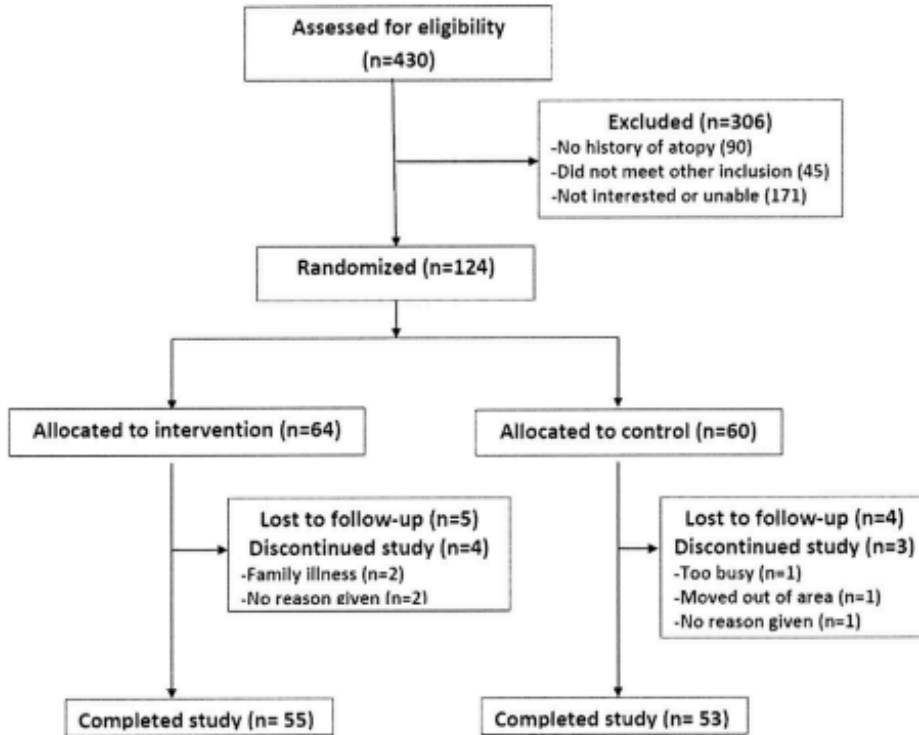 Assessed for eligibility
(n=430)
Excluded (n=306)
-No history of atopy (90)
-Did not meet other inclusion (45)
-Not interested or unable (171)
Randomized (n=124)
Allocated to intervention (n=64)
Allocated to control (n=60)
Lost to follow-up (n=5)
Discontinued study (n=4)
-Family illness (n=2)
-No reason given (n=2)
Lost to follow-up (n=4)
Discontinued study (n=3)
-Too busy (n=1)
-Moved out of area (n=1)
-No reason given (n=1)
Completed study (n= 55)
Completed study (n= 53)